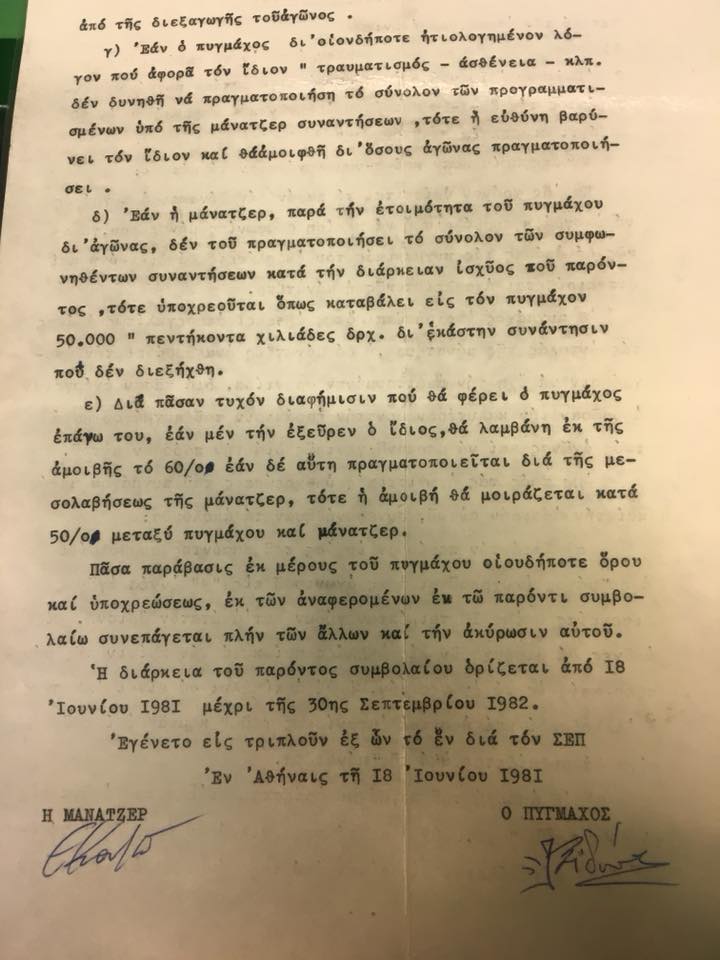 ἀπό τῆς διεξαγωγῆς τοῦἀγῶνος .
γ) Ἐάν ὁ πυγμάχος δι'οἱονδήποτε ἠτιολογημένον λό-
γον πού ἀφορᾶ τόν ἴδιον " τραυματισμός - ἀσθένεια - κλπ.
δέν δυνηθῆ νά πραγματοποιήση τό σύνολον τῶν προγραμματι-
σμένων ὑπό τῆς μάνατζερ συναντήσεων ,τότε ἡ εὐθύνη βαρύ-
νει τόν ἴδιον καί θάἀμοιφθῆ δι'ὅσους ἀγῶνας πραγματοποιή-
σει .
δ) Ἐάν ἡ μάνατζερ, παρά τήν ἑτοιμότητα τοῦ πυγμάχου
δι'ἀγῶνας, δέν τοῦ πραγματοποιήσει τό σύνολον τῶν συμφω-
νηθέντων συναντήσεων κατά τήν διάρκειαν ἰσχῦος τοῦ παρόν-
τος ,τότε ὑποχρεοῦται ὅπως καταβάλει εἰς τόν πυγμάχον
50.000 " πεντήκοντα χιλιάδες δρχ. δι'ἑκάστην συνάντησιν
πού δέν διεξήχθη.
ε) Διά πᾶσαν τυχόν διαφήμισιν πού θά φέρει ὁ πυγμάχος
ἐπάνω του, ἐάν μέν τήν ἐξεῦρεν ὁ ἴδιος,θά λαμβάνη ἐκ τῆς
ἀμοιβῆς τό 60/ο, ἐάν δέ αὕτη πραγματοποιεῖται διά τῆς με-
σολαβήσεως τῆς μάνατζερ, τότε ἡ ἀμοιβή θά μοιράζεται κατά
50/ο μεταξύ πυγμάχου καί μάνατζερ.
Πᾶσα παράβασις ἐκ μέρους τοῦ πυγμάχου οἱουδήποτε ὅρου
καί ὑποχρεώσεως, ἐκ τῶν ἀναφερομένων ἐν τῶ παρόντι συμβο-
λαίω συνεπάγεται πλήν τῶν ἄλλων καί τήν ἀκύρωσιν αὐτοῦ.
Ἡ διάρκεια τοῦ παρόντος συμβολαίου ὁρίζεται ἀπό 18
Ἰουνίου 1981 μέχρι τῆς 30ης Σεπτεμβρίου 1982.
Ἐγένετο εἰς τριπλοῦν ἐξ ὧν τό ἕν διά τόν ΣΕΠ
Ἐν Ἀθήναις τῆ 18 Ἰουνίου 1981
Η ΜΑΝΑΤΖΕΡ Ο ΠΥΓΜΑΧΟΣ